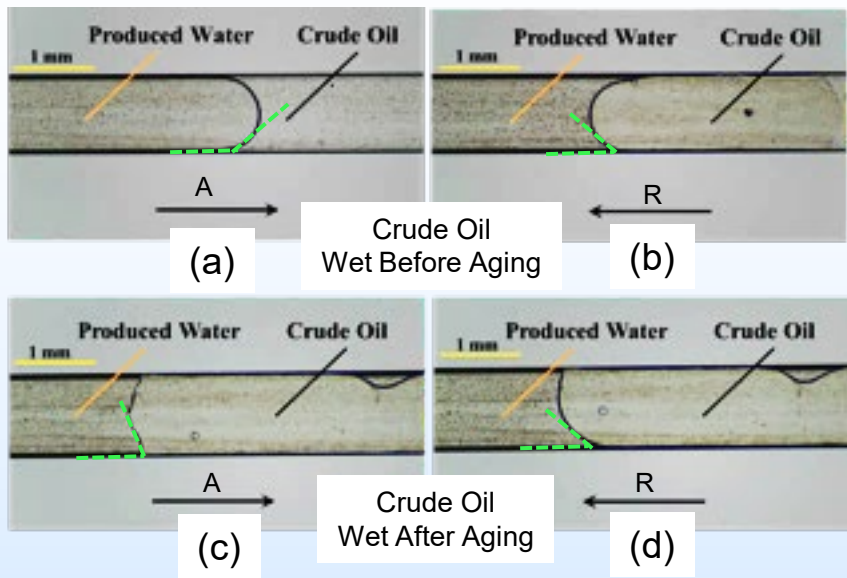 Produced Water
Crude Oil
1 mm
A
(a)
Produced Water
Crude Oil
1 mm
R
(b)
Crude Oil
Wet Before Aging
Produced Water
Crude Oil
1 mm
A
(c)
Produced Water
Crude Oil
1 mm
R
(d)
Crude Oil
Wet After Aging